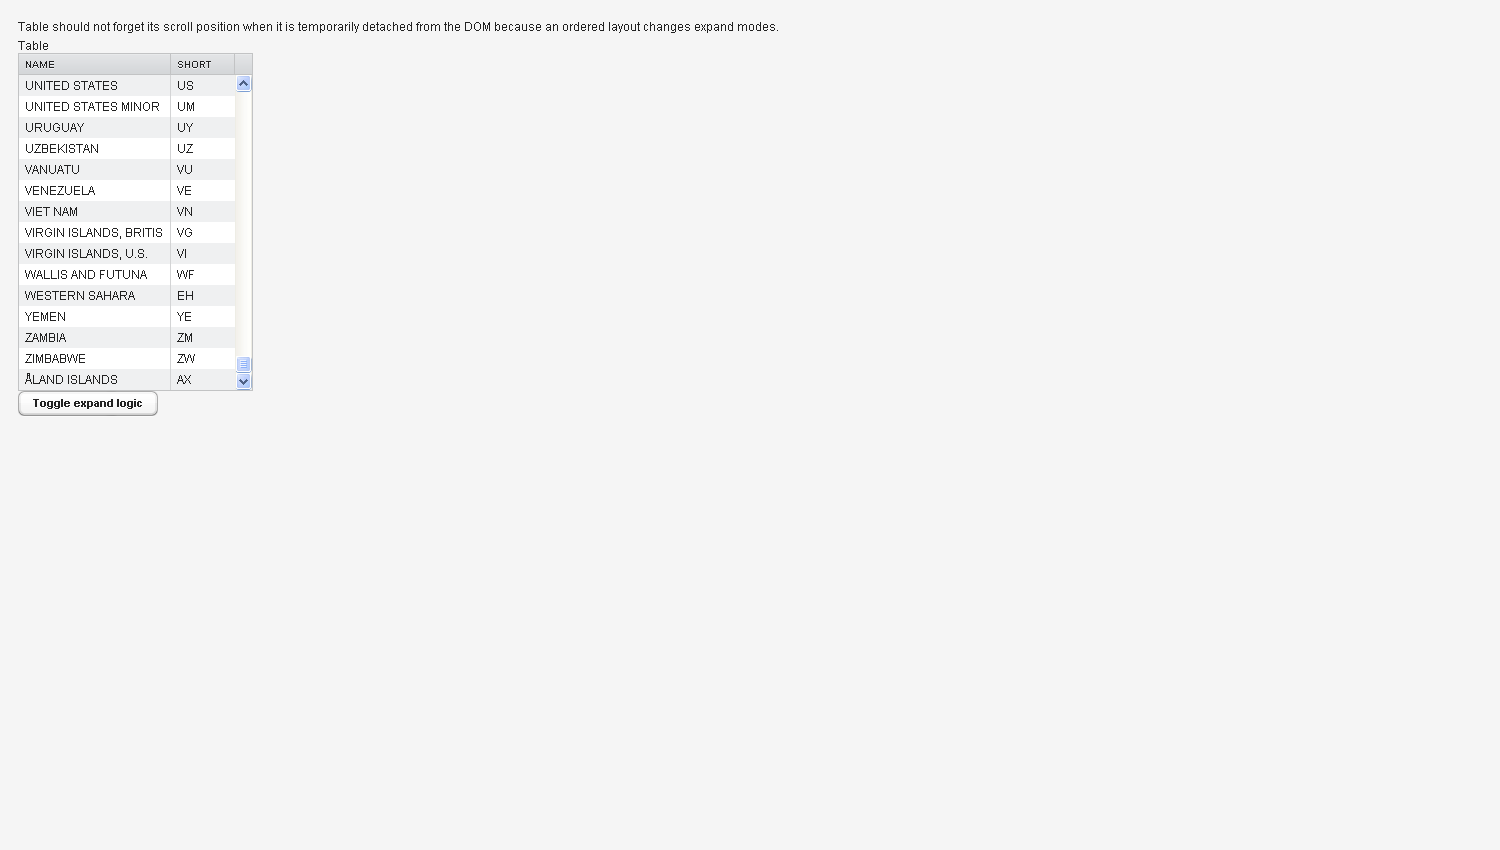 Table should not forget its scroll position when it is temporarily detached from the DOM because an ordered layout changes expand modes.
Table
NAME SHORT
UNITED STATES US
UNITED STATES MINOR UM
URUGUAY UY
UZBEKISTAN UZ
VANUATU VU
VENEZUELA VE
VIET NAM VN
VIRGIN ISLANDS, BRITIS VG
VIRGIN ISLANDS, U.S. VI
WALLIS AND FUTUNA WF
WESTERN SAHARA EH
YEMEN YE
ZAMBIA ZM
ZIMBABWE ZW
ÅLAND ISLANDS AX
Toggle expand logic